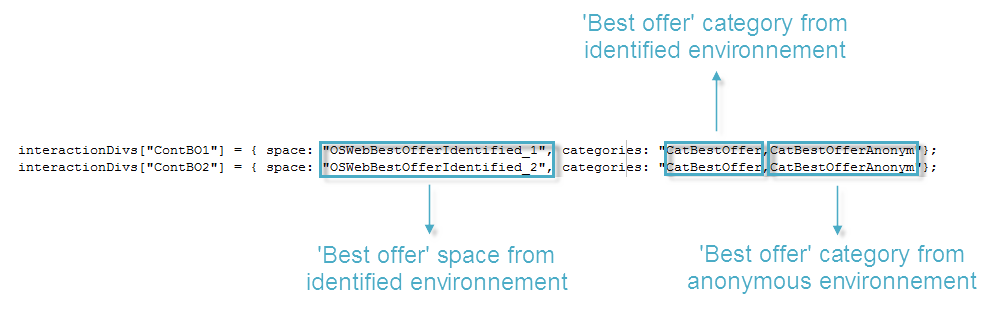 'Best offer' category from
identified environnement
interactionDivs["ContBO1"] = { space: "OSWebBestOfferIdentified_1", categories: "CatBestOffer,CatBestOfferAnonym"};
interactionDivs["ContBO2"] = { space: "OSWebBestOfferIdentified_2", categories: "CatBestOffer,CatBestOfferAnonym"};
'Best offer' space from
identified environnement
'Best offer' category from
anonymous environnement